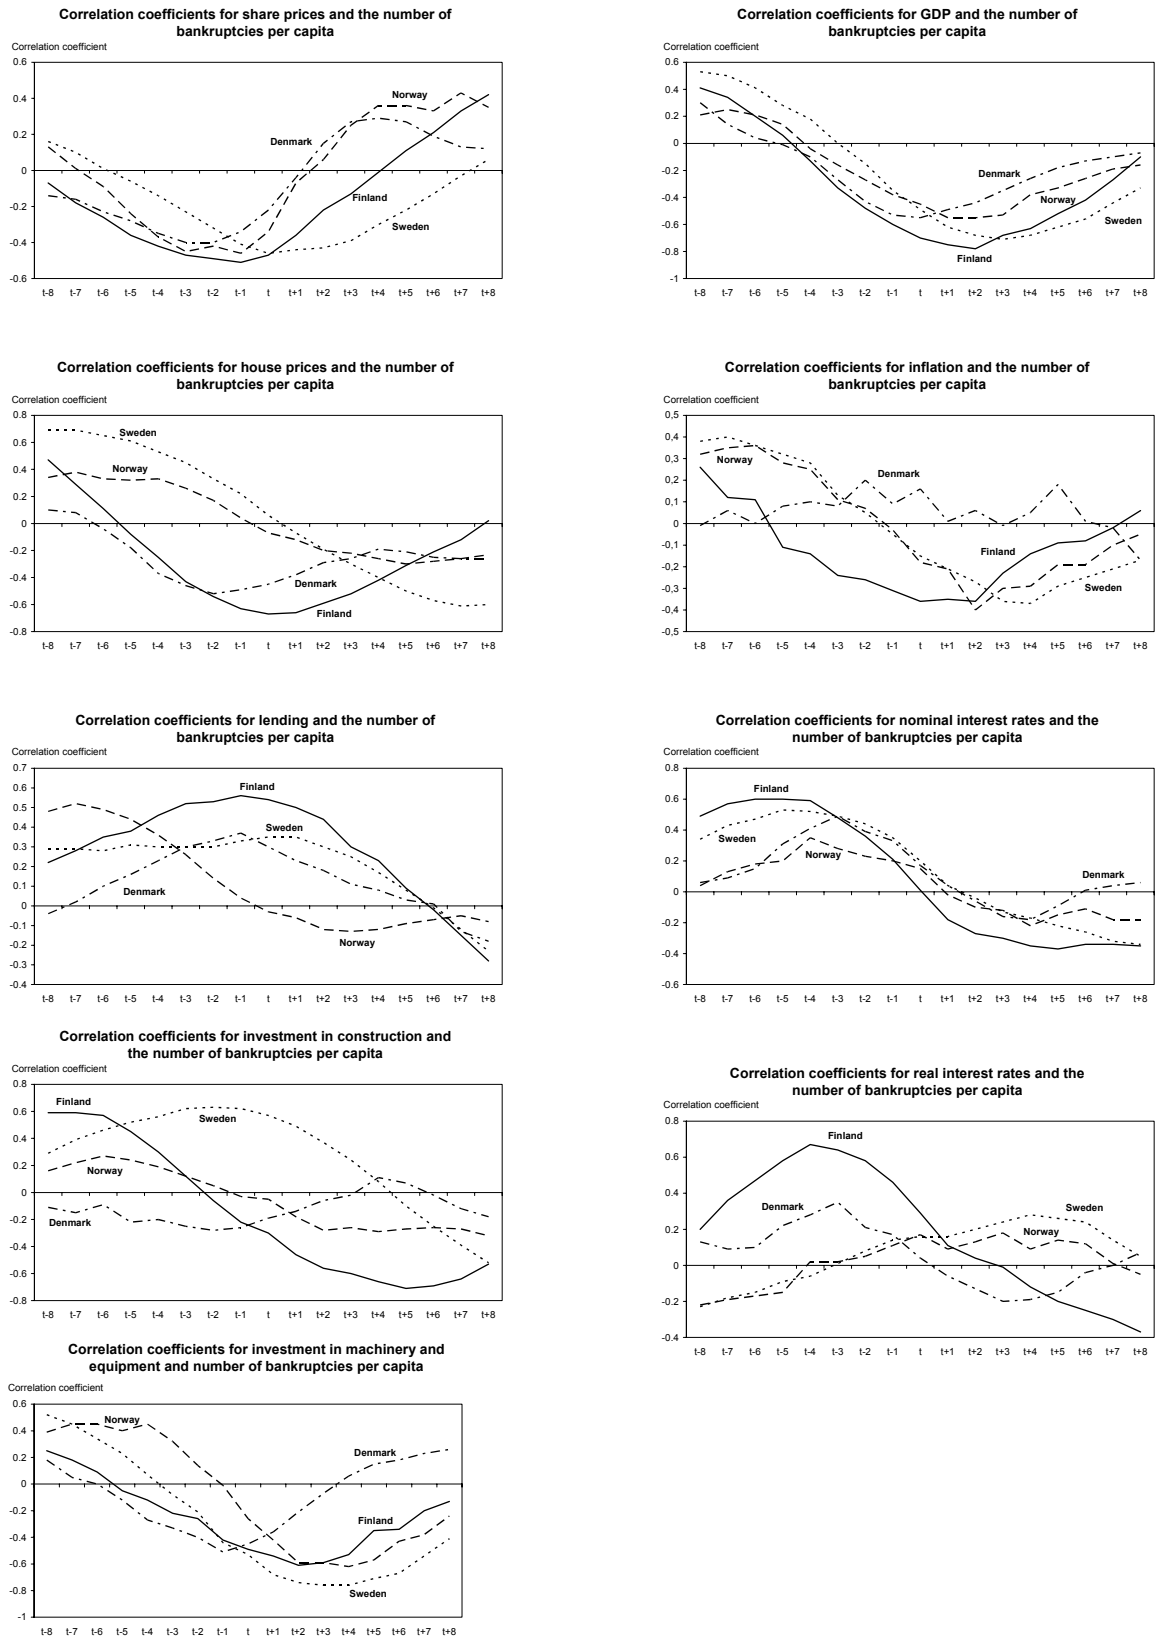 Correlation coefficients for share prices and the number of
bankruptcies per capita
Correlation coefficient
0.6
0.4
0.2
0
-0.2
-0.4
-0.6
Norway
Denmark
Finland
Sweden
t-8 t-7 t-6 t-5 t-4 t-3 t-2 t-1 t t+1 t+2 t+3 t+4 t+5 t+6 t+7 t+8
Correlation coefficients for GDP and the number of
bankruptcies per capita
Correlation coefficient
0.6
0.4
0.2
0
-0.2
-0.4
-0.6
-0.8
-1
Denmark
Norway
Sweden
Finland
t-8 t-7 t-6 t-5 t-4 t-3 t-2 t-1 t t+1 t+2 t+3 t+4 t+5 t+6 t+7 t+8
Correlation coefficients for house prices and the number of
bankruptcies per capita
Correlation coefficient
0.8
0.6
0.4
0.2
0
-0.2
-0.4
-0.6
-0.8
Sweden
Norway
Denmark
Finland
t-8 t-7 t-6 t-5 t-4 t-3 t-2 t-1 t t+1 t+2 t+3 t+4 t+5 t+6 t+7 t+8
Correlation coefficients for inflation and the number of
bankruptcies per capita
Correlation coefficient
0,5
0,4
0,3
0,2
0,1
0
-0,1
-0,2
-0,3
-0,4
-0,5
Norway
Denmark
Finland
Sweden
t-8 t-7 t-6 t-5 t-4 t-3 t-2 t-1 t t+1 t+2 t+3 t+4 t+5 t+6 t+7 t+8
Correlation coefficients for lending and the number of
bankruptcies per capita
Correlation coefficient
0.7
0.6
0.5
0.4
0.3
0.2
0.1
0
-0.1
-0.2
-0.3
-0.4
Finland
Sweden
Denmark
Norway
t-8 t-7 t-6 t-5 t-4 t-3 t-2 t-1 t t+1 t+2 t+3 t+4 t+5 t+6 t+7 t+8
Correlation coefficients for nominal interest rates and the
number of bankruptcies per capita
Correlation coefficient
0.8
0.6
0.4
0.2
0
-0.2
-0.4
-0.6
Finland
Sweden
Norway
Denmark
t-8 t-7 t-6 t-5 t-4 t-3 t-2 t-1 t t+1 t+2 t+3 t+4 t+5 t+6 t+7 t+8
Correlation coefficients for investment in construction and
the number of bankruptcies per capita
Correlation coefficient
0.8
0.6
0.4
0.2
0
-0.2
-0.4
-0.6
-0.8
Finland
Sweden
Norway
Denmark
t-8 t-7 t-6 t-5 t-4 t-3 t-2 t-1 t t+1 t+2 t+3 t+4 t+5 t+6 t+7 t+8
Correlation coefficients for real interest rates and the
number of bankruptcies per capita
Correlation coefficient
0.8
0.6
0.4
0.2
0
-0.2
-0.4
Finland
Denmark
Sweden
Norway
t-8 t-7 t-6 t-5 t-4 t-3 t-2 t-1 t t+1 t+2 t+3 t+4 t+5 t+6 t+7 t+8
Correlation coefficients for investment in machinery and
equipment and number of bankruptcies per capita
Correlation coefficient
0.6
0.4
0.2
0
-0.2
-0.4
-0.6
-0.8
-1
Norway
Denmark
Finland
Sweden
t-8 t-7 t-6 t-5 t-4 t-3 t-2 t-1 t t+1 t+2 t+3 t+4 t+5 t+6 t+7 t+8